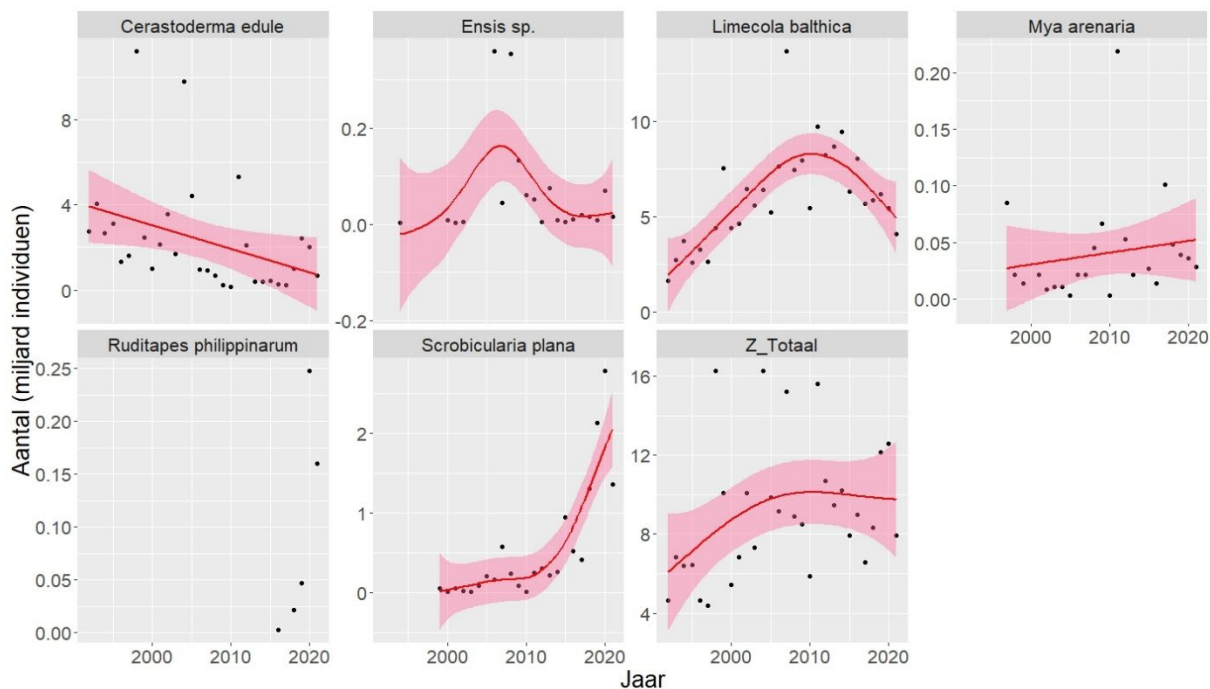 Cerastoderma edule
Ensis sp.
Limecola balthica
Mya arenaria
8
4
0
0.2
0.0
-0.2
15
10
5
0
0.20
0.15
0.10
0.05
0.00
2000 2010 2020
Ruditapes philippinarum
Scrobicularia plana
Z_Totaal
0.25
0.20
0.15
0.10
0.05
0.00
2
1
0
16
12
8
4
2000 2010 2020
2000 2010 2020
2000 2010 2020
Jaar
Aantal (miljard individuen)